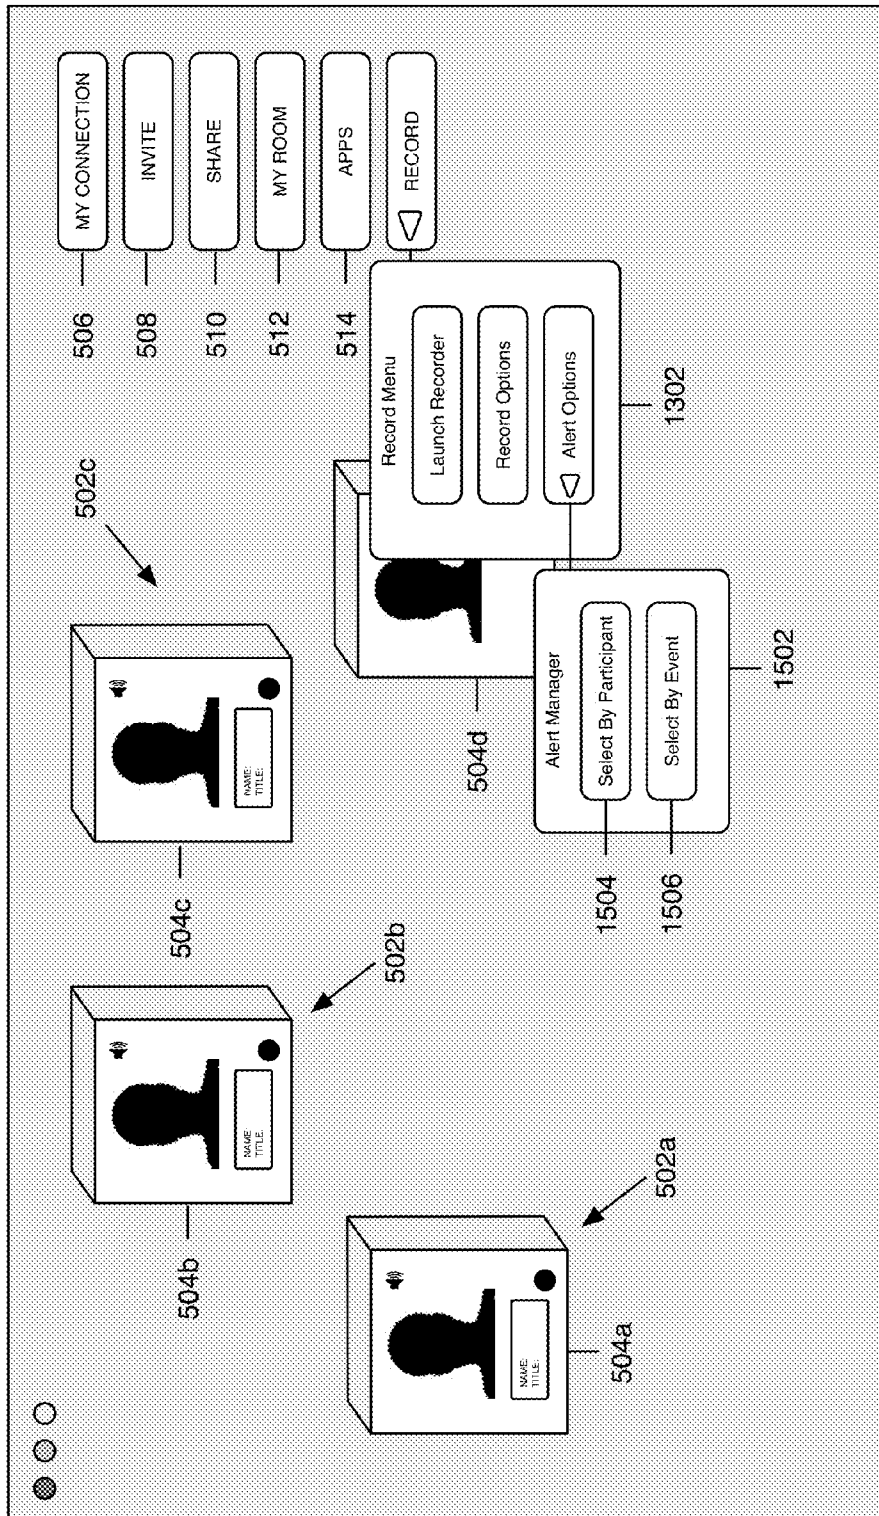 MY CONNECTION
506
INVITE
508
SHARE
510
MY ROOM
512
APPS
514
RECORD
Record Menu
Launch Recorder
Record Options
Alert Options
1302
Alert Manager
Select By Participant
1504
Select By Event
1506
1502
502c
NAME:
TITLE:
504c
504d
502b
NAME:
TITLE:
504b
502a
NAME:
TITLE:
504a